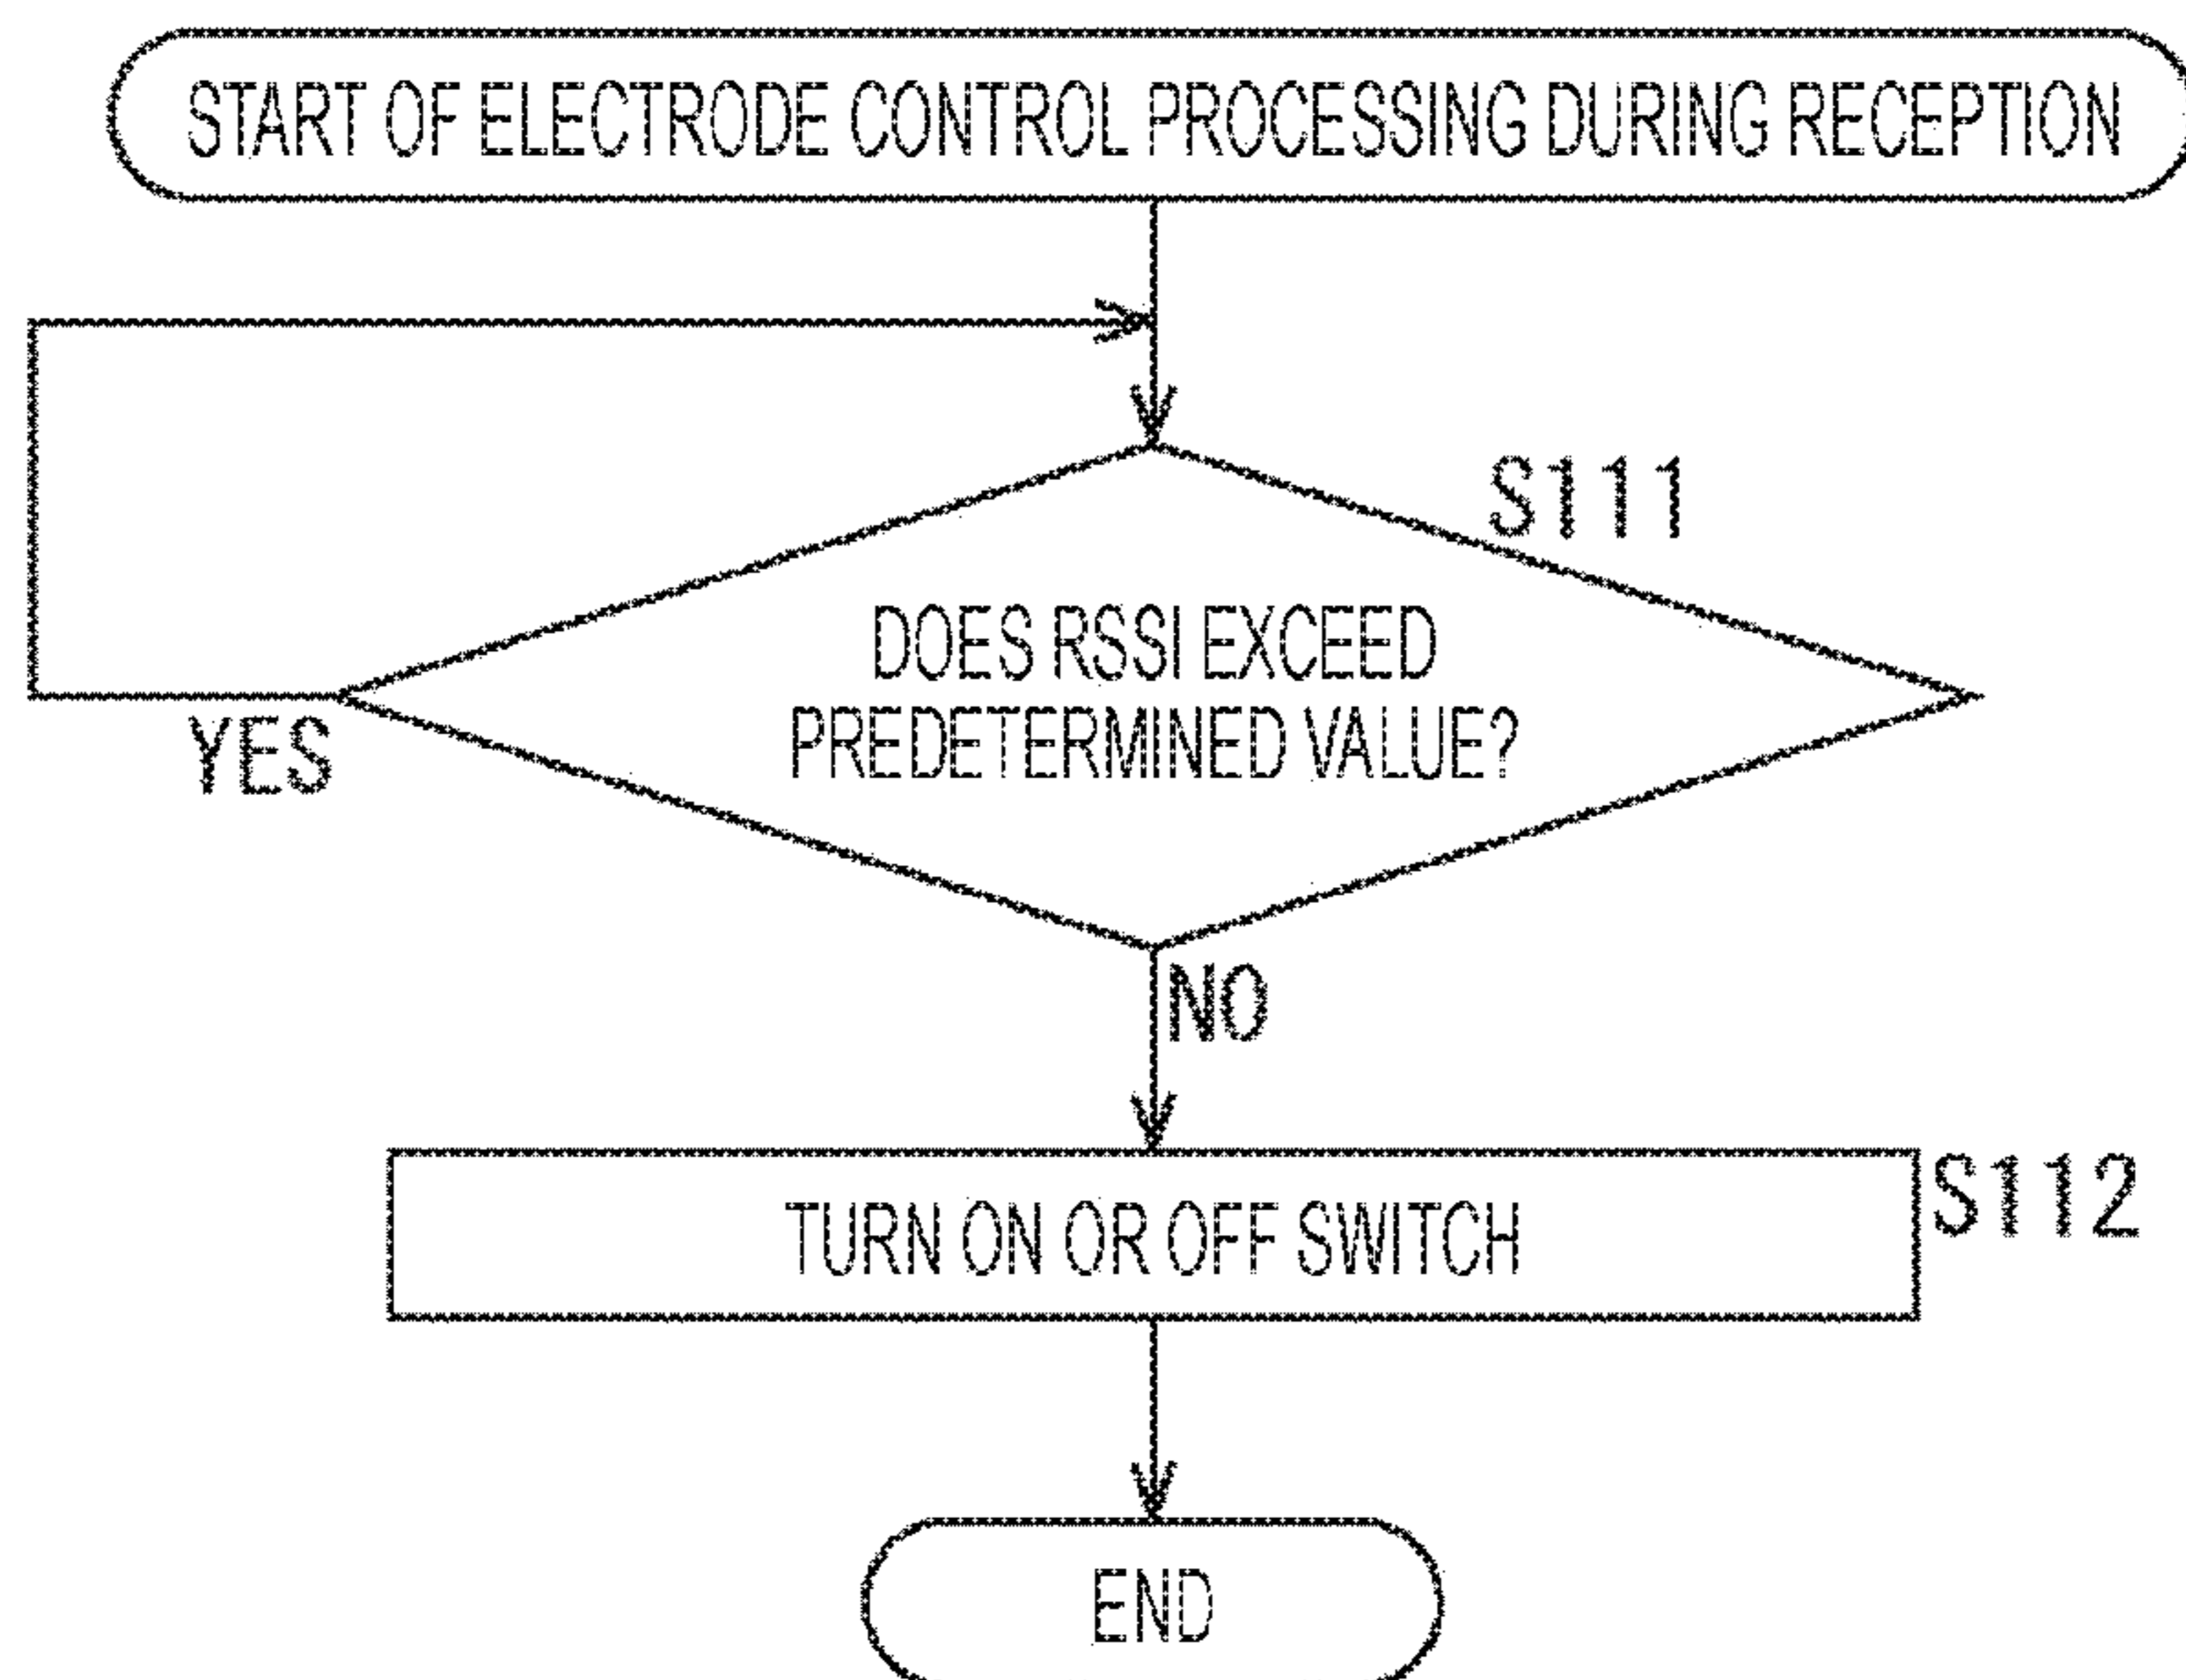 START OF ELECTRODE CONTROL PROCESSING DURING RECEPTION
S111
DOES RSSI EXCEED
PREDETERMINED VALUE?
YES
NO
TURN ON OR OFF SWITCH
S112
END